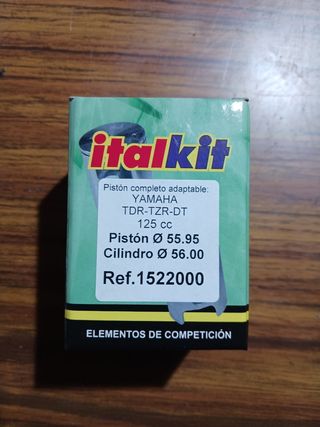 italkit
Pistón completo adaptable:
YAMAHA
TDR-TZR-DT
125 cc
Pistón Ø 55.95
Cilindro Ø 56.00
Ref.1522000
ELEMENTOS DE COMPETICIÓN